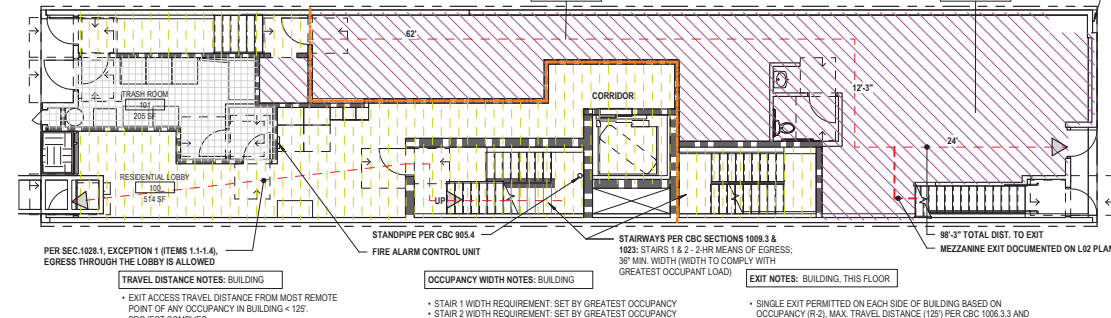 62'
CORRIDOR
12'-3"
24'
TRASH ROOM
101
205 SF
RESIDENTIAL LOBBY
100
514 SF
UP
PER SEC.1028.1, EXCEPTION 1 (ITEMS 1.1-1.4),
EGRESS THROUGH THE LOBBY IS ALLOWED
STANDPIPE PER CBC 905.4
FIRE ALARM CONTROL UNIT
STAIRWAYS PER CBC SECTIONS 1009.3 &
1023: STAIRS 1 & 2 - 2-HR MEANS OF EGRESS;
36" MIN. WIDTH (WIDTH TO COMPLY WITH
GREATEST OCCUPANT LOAD)
98'-3" TOTAL DIST. TO EXIT
MEZZANINE EXIT DOCUMENTED ON L02 PLAN
TRAVEL DISTANCE NOTES: BUILDING
• EXIT ACCESS TRAVEL DISTANCE FROM MOST REMOTE
POINT OF ANY OCCUPANCY IN BUILDING < 125'.
PROJECT COMPLIES
OCCUPANCY WIDTH NOTES: BUILDING
• STAIR 1 WIDTH REQUIREMENT: SET BY GREATEST OCCUPANCY
• STAIR 2 WIDTH REQUIREMENT: SET BY GREATEST OCCUPANCY
EXIT NOTES: BUILDING, THIS FLOOR
• SINGLE EXIT PERMITTED ON EACH SIDE OF BUILDING BASED ON
OCCUPANCY (R-2), MAX. TRAVEL DISTANCE (125') PER CBC 1006.3.3 AND